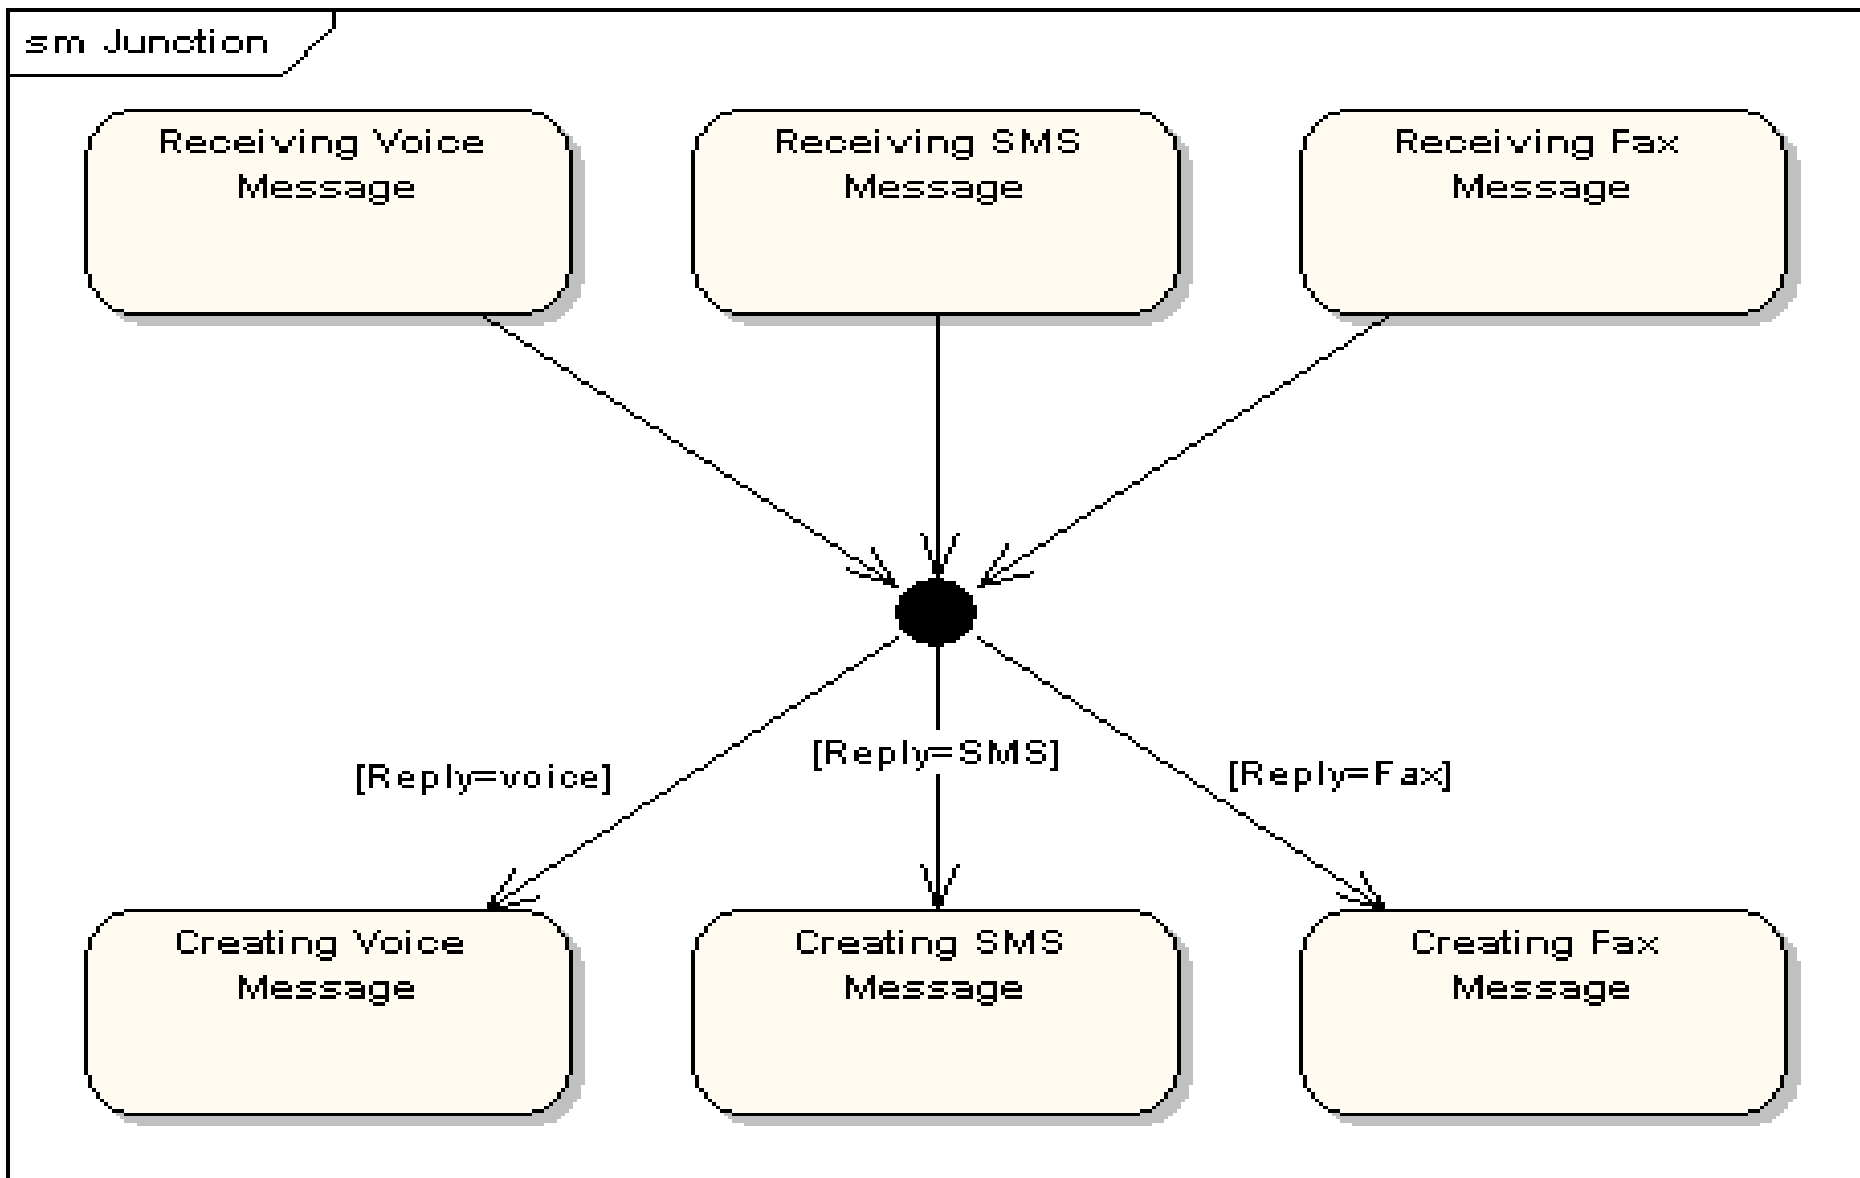 sm Junction
Receiving Voice
Message
Receiving SMS
Message
Receiving Fax
Message
[Reply=voice]
[Reply=SMS]
[Reply=Fax]
Creating Voice
Message
Creating SMS
Message
Creating Fax
Message